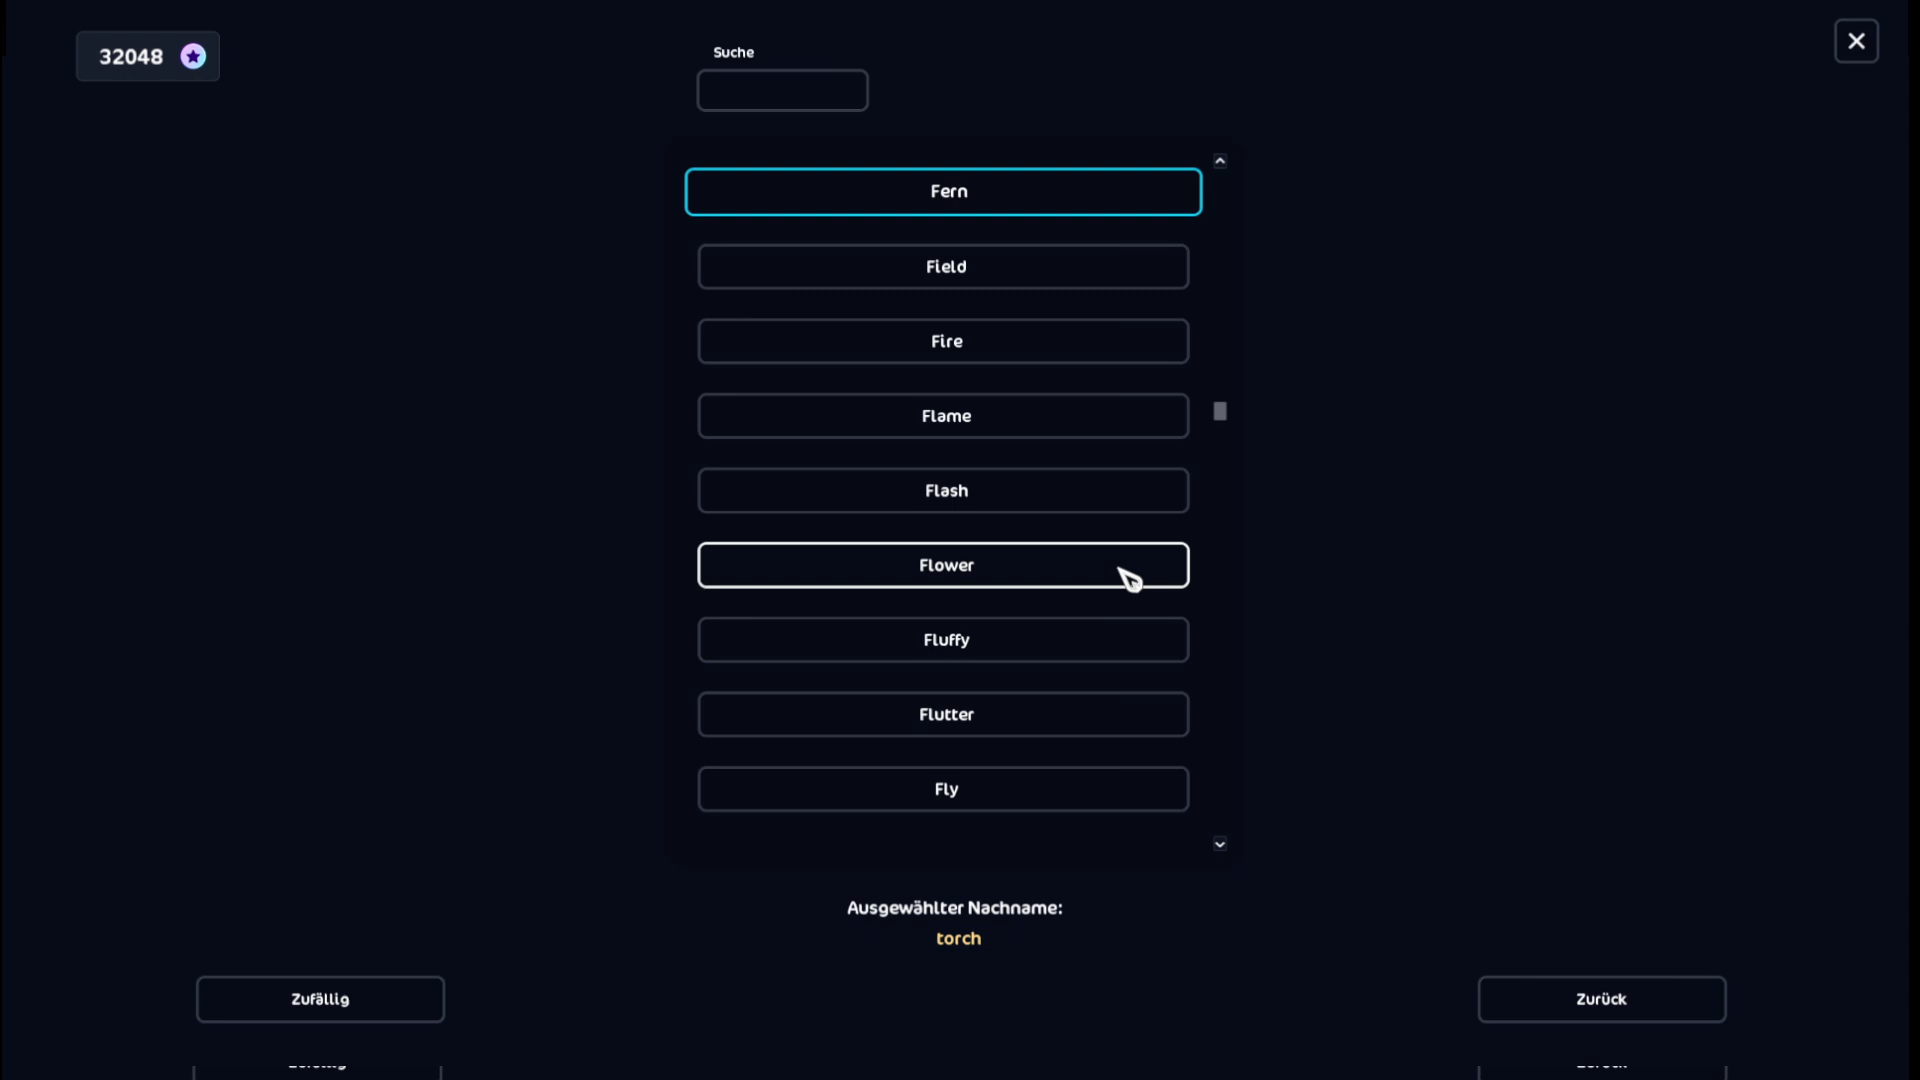 32048
Suche
Fern
Field
Fire
Flame
Flash
Flower
Fluffy
Flutter
Fly
Ausgewählter Nachname:
torch
Zufällig
Zurück